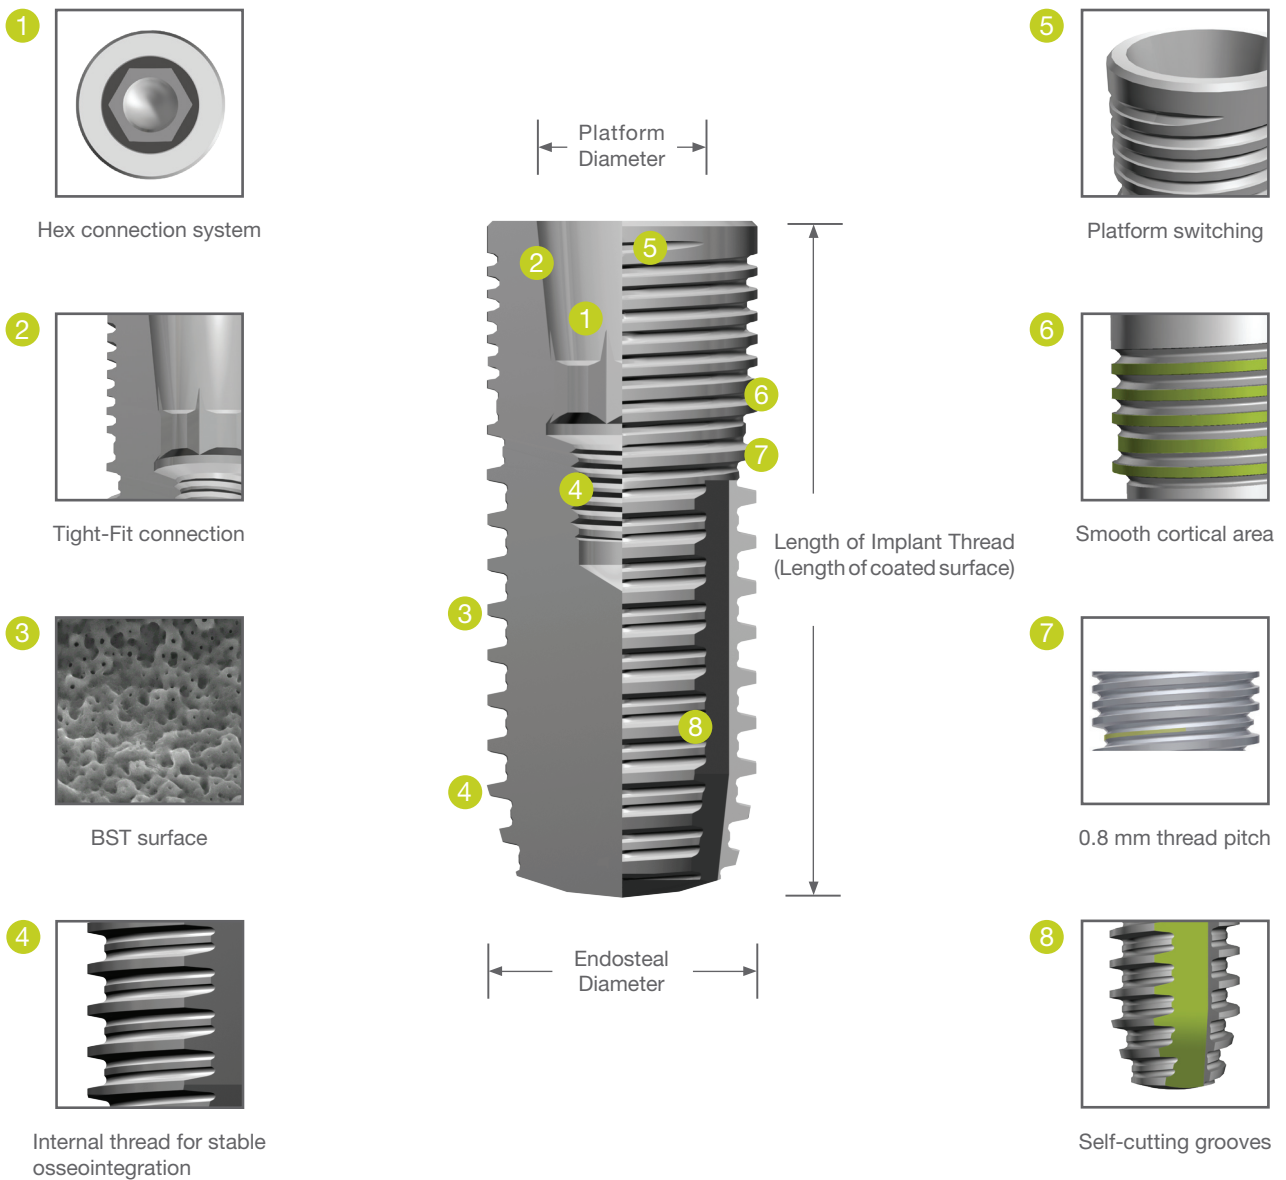 1
Hex connection system
2
Tight-Fit connection
3
BST surface
4
Internal thread for stable
osseointegration
Platform
Diameter
5
2
1
6
7
4
3
8
4
Length of Implant Thread
(Length of coated surface)
Endosteal
Diameter
5
Platform switching
6
Smooth cortical area
7
0.8 mm thread pitch
8
Self-cutting grooves